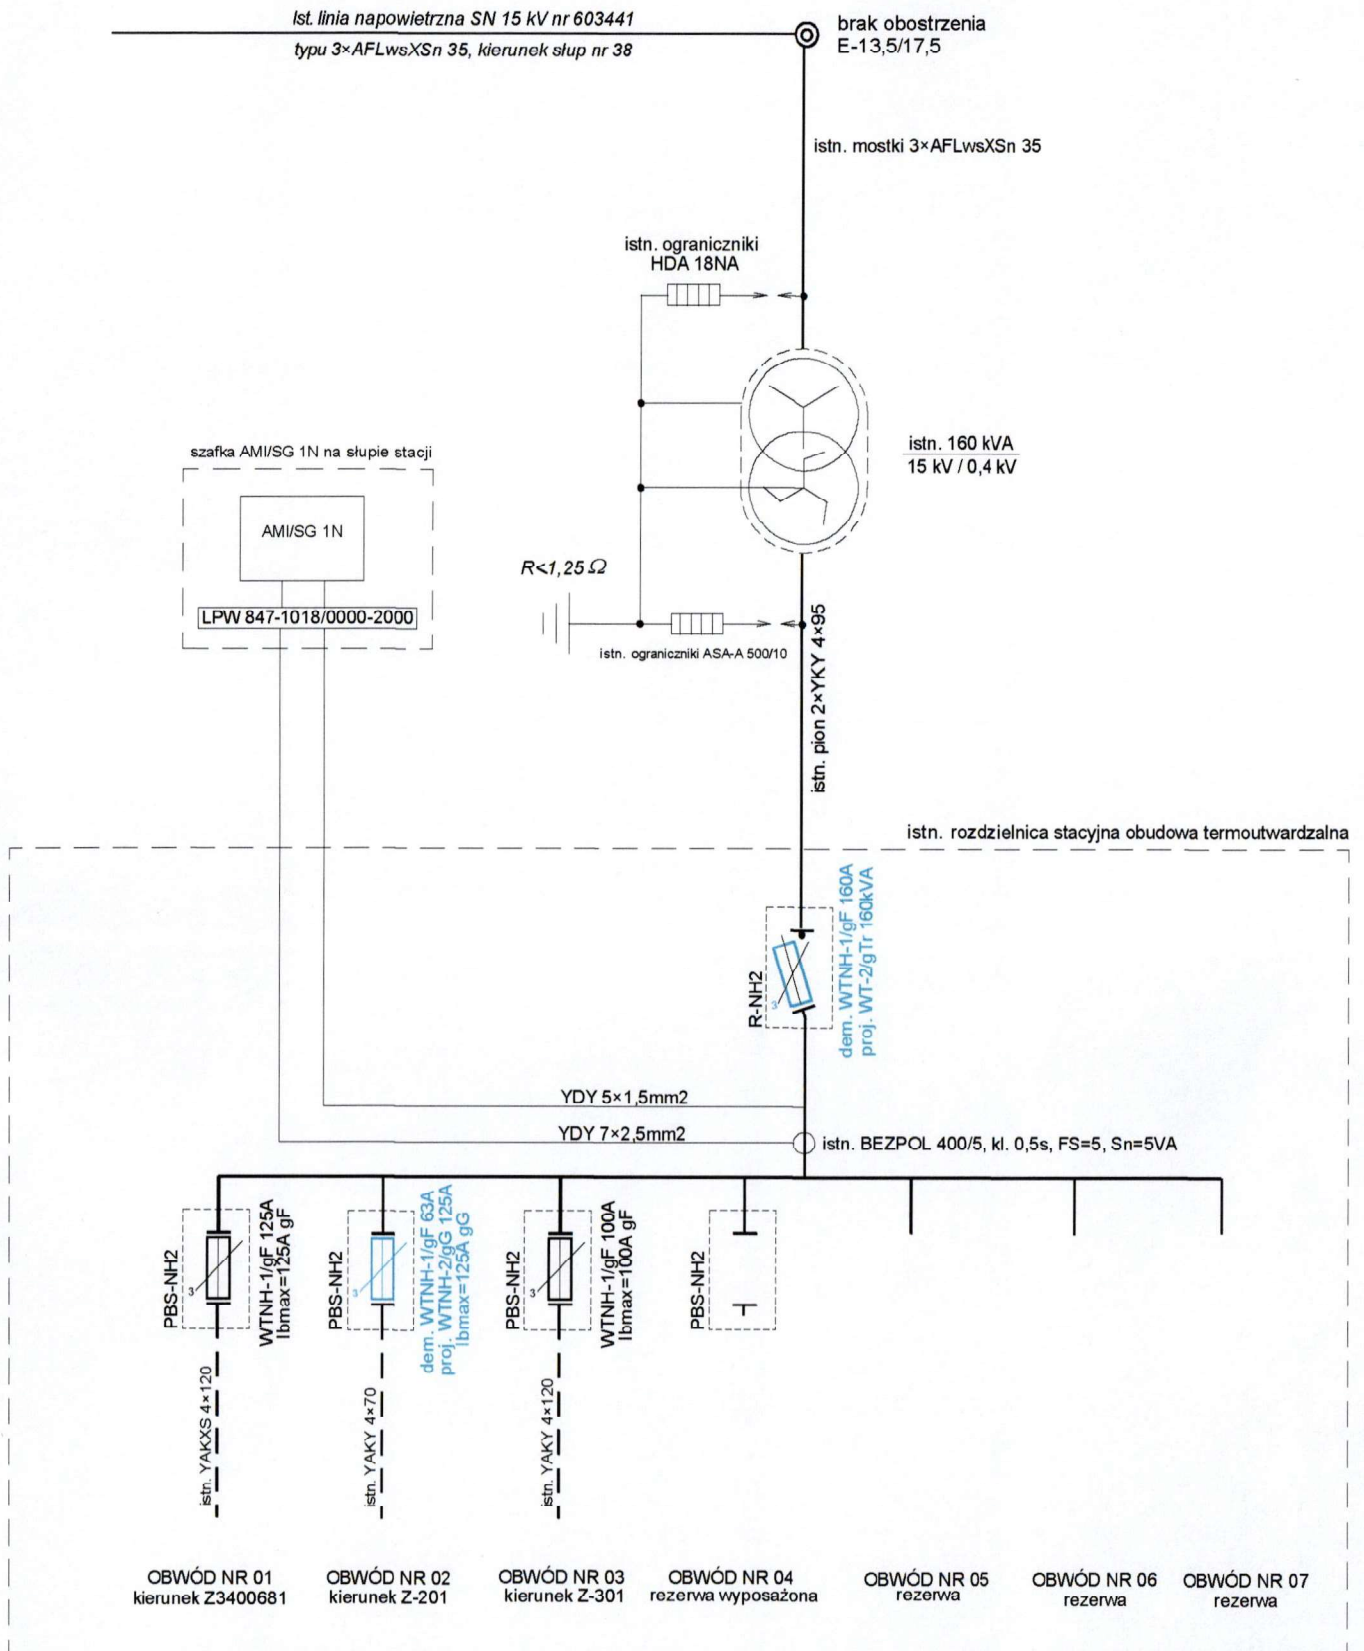 Ist. linia napowietrzna SN 15 kV nr 603441
typu 3×AFLwsXSn 35, kierunek słup nr 38
brak obostrzenia
E-13,5/17,5
istn. mostki 3×AFLwsXSn 35
istn. ograniczniki
HDA 18NA
istn. 160 kVA
15 kV / 0,4 kV
szafka AMI/SG 1N na słupie stacji
AMI/SG 1N
LPW 847-1018/0000-2000
R<1,25 Ω
istn. ograniczniki ASA-A 500/10
istn. pion 2×YKY 4×95
istn. rozdzielnica stacyjna obudowa termoutwardzalna
R-NH2
3
dem. WTNH-1/gF 160A
proj. WT-2/gTr 160kVA
YDY 5×1,5mm2
YDY 7×2,5mm2
istn. BEZPOL 400/5, kl. 0,5s, FS=5, Sn=5VA
PBS-NH2
3
WTNH-1/gF 125A
Ibmax=125A gF
PBS-NH2
3
dem. WTNH-1/gF 63A
proj. WTNH-2/gG 125A
Ibmax=125A gG
PBS-NH2
3
WTNH-1/gF 100A
Ibmax=100A gF
PBS-NH2
istn. YAKXS 4×120
istn. YAKY 4×70
istn. YAKY 4×120
OBWÓD NR 01
kierunek Z3400681
OBWÓD NR 02
kierunek Z-201
OBWÓD NR 03
kierunek Z-301
OBWÓD NR 04
rezerwa wyposażona
OBWÓD NR 05
rezerwa
OBWÓD NR 06
rezerwa
OBWÓD NR 07
rezerwa